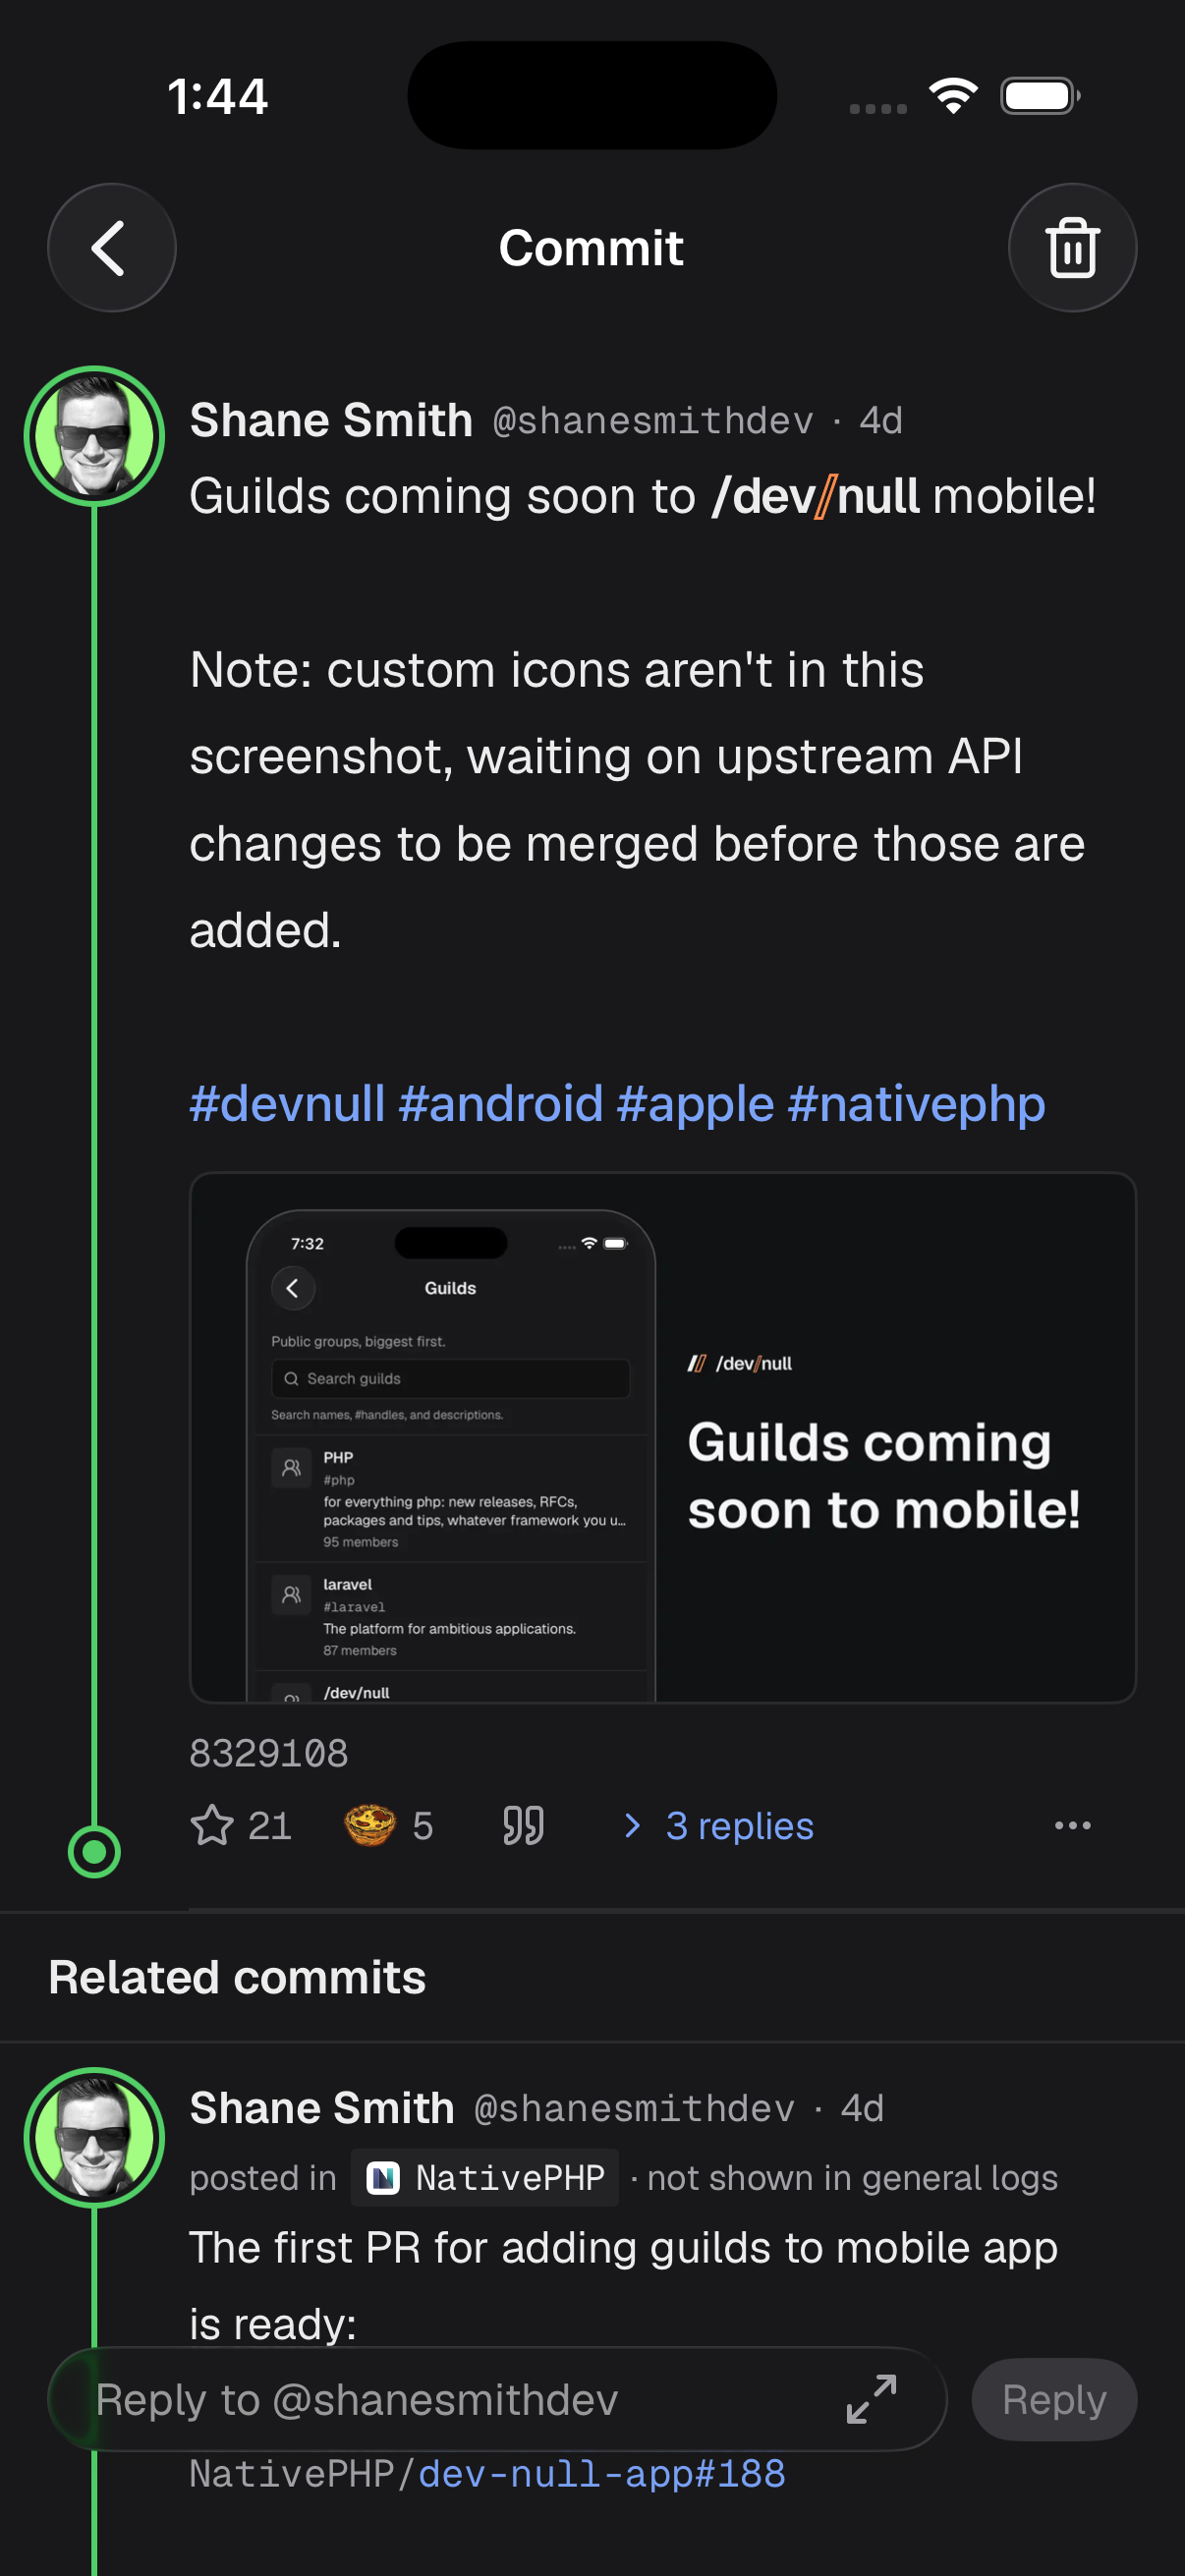 1:44
Commit
Shane Smith @shanesmithdev · 4d
Guilds coming soon to /dev//null mobile!
Note: custom icons aren't in this
screenshot, waiting on upstream API
changes to be merged before those are
added.
#devnull #android #apple #nativephp
7:32
Guilds
Public groups, biggest first.
Search guilds
Search names, #handles, and descriptions.
PHP
#php
for everything php: new releases, RFCs,
packages and tips, whatever framework you u...
95 members
laravel
#laravel
The platform for ambitious applications.
87 members
/dev/null
/dev//null
Guilds coming
soon to mobile!
8329108
21 5 3 replies
Related commits
Shane Smith @shanesmithdev · 4d
posted in NativePHP · not shown in general logs
The first PR for adding guilds to mobile app
is ready:
Reply to @shanesmithdev
Reply
NativePHP/dev-null-app#188